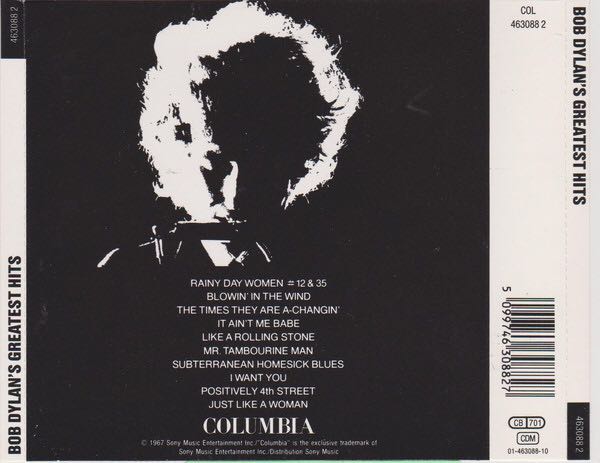 463088 2
BOB DYLAN'S GREATEST HITS
RAINY DAY WOMEN #12 & 35
BLOWIN' IN THE WIND
THE TIMES THEY ARE A-CHANGIN'
IT AIN'T ME BABE
LIKE A ROLLING STONE
MR. TAMBOURINE MAN
SUBTERRANEAN HOMESICK BLUES
I WANT YOU
POSITIVELY 4th STREET
JUST LIKE A WOMAN
COLUMBIA
© 1967 Sony Music Entertainment Inc./"Columbia" is the exclusive trademark of
Sony Music Entertainment Inc./Distribution Sony Music
COL
463088 2
5 099746 308827
CB 701
CDM
01-463088-10
BOB DYLAN'S GREATEST HITS
463088 2